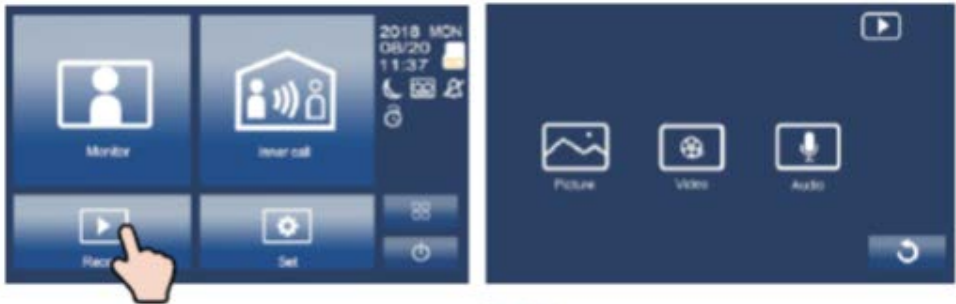 2018 MON
08/20
11:37
Monitor
Inner call
Set
Picture
Video
Audio